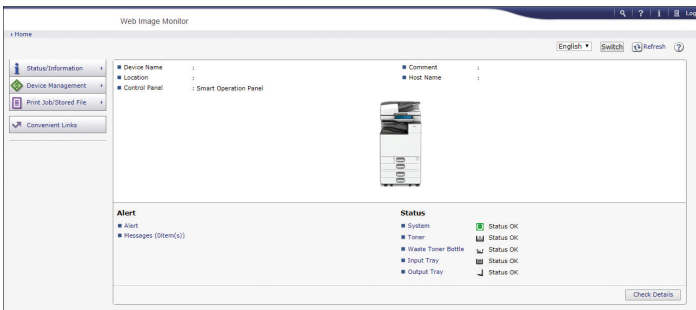 Web Image Monitor
? i Log
Home
English Switch Refresh ?
Status/Information
Device Management
Print Job/Stored File
Convenient Links
Device Name :
Location :
Control Panel : Smart Operation Panel
Comment :
Host Name :
Alert
Alert
Messages (0item(s))
Status
System Status OK
Toner Status OK
Waste Toner Bottle Status OK
Input Tray Status OK
Output Tray Status OK
Check Details